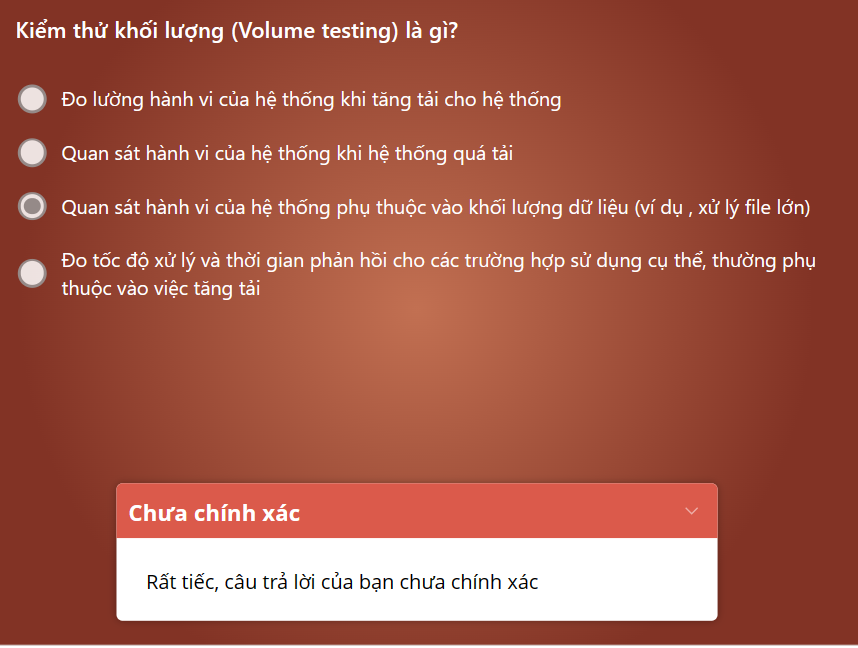 Kiểm thử khối lượng (Volume testing) là gì?
Đo lường hành vi của hệ thống khi tăng tải cho hệ thống
Quan sát hành vi của hệ thống khi hệ thống quá tải
Quan sát hành vi của hệ thống phụ thuộc vào khối lượng dữ liệu (ví dụ , xử lý file lớn)
Đo tốc độ xử lý và thời gian phản hồi cho các trường hợp sử dụng cụ thể, thường phụ
thuộc vào việc tăng tải
Chưa chính xác
Rất tiếc, câu trả lời của bạn chưa chính xác